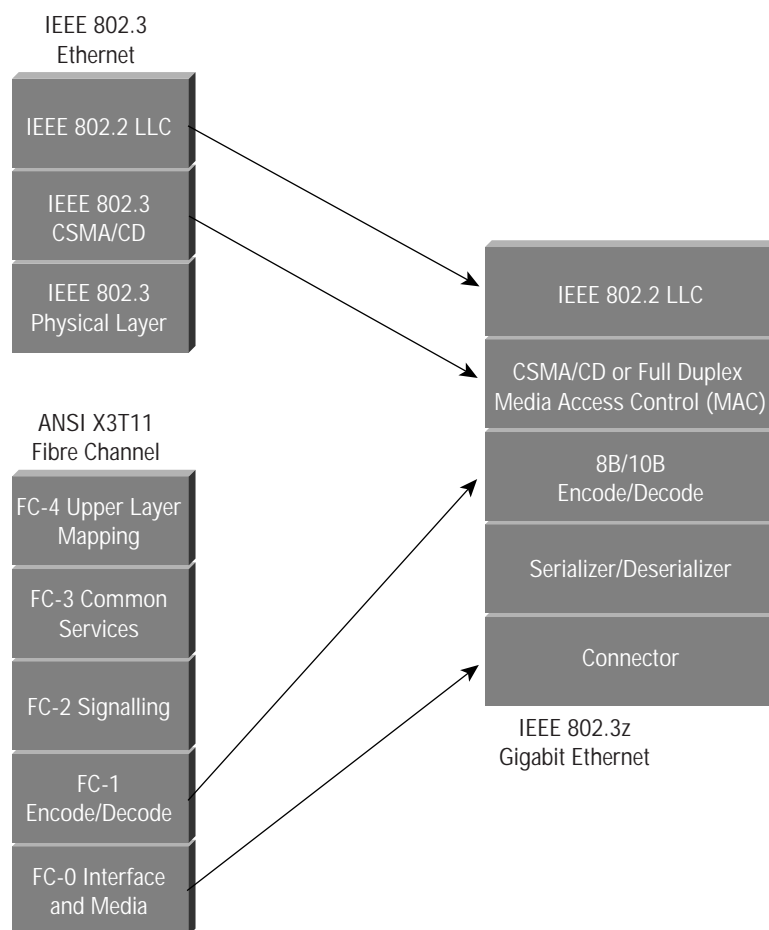 IEEE 802.3
Ethernet
IEEE 802.2 LLC
IEEE 802.3
CSMA/CD
IEEE 802.3
Physical Layer
ANSI X3T11
Fibre Channel
FC-4 Upper Layer
Mapping
FC-3 Common
Services
FC-2 Signalling
FC-1
Encode/Decode
FC-0 Interface
and Media
IEEE 802.2 LLC
CSMA/CD or Full Duplex
Media Access Control (MAC)
8B/10B
Encode/Decode
Serializer/Deserializer
Connector
IEEE 802.3z
Gigabit Ethernet